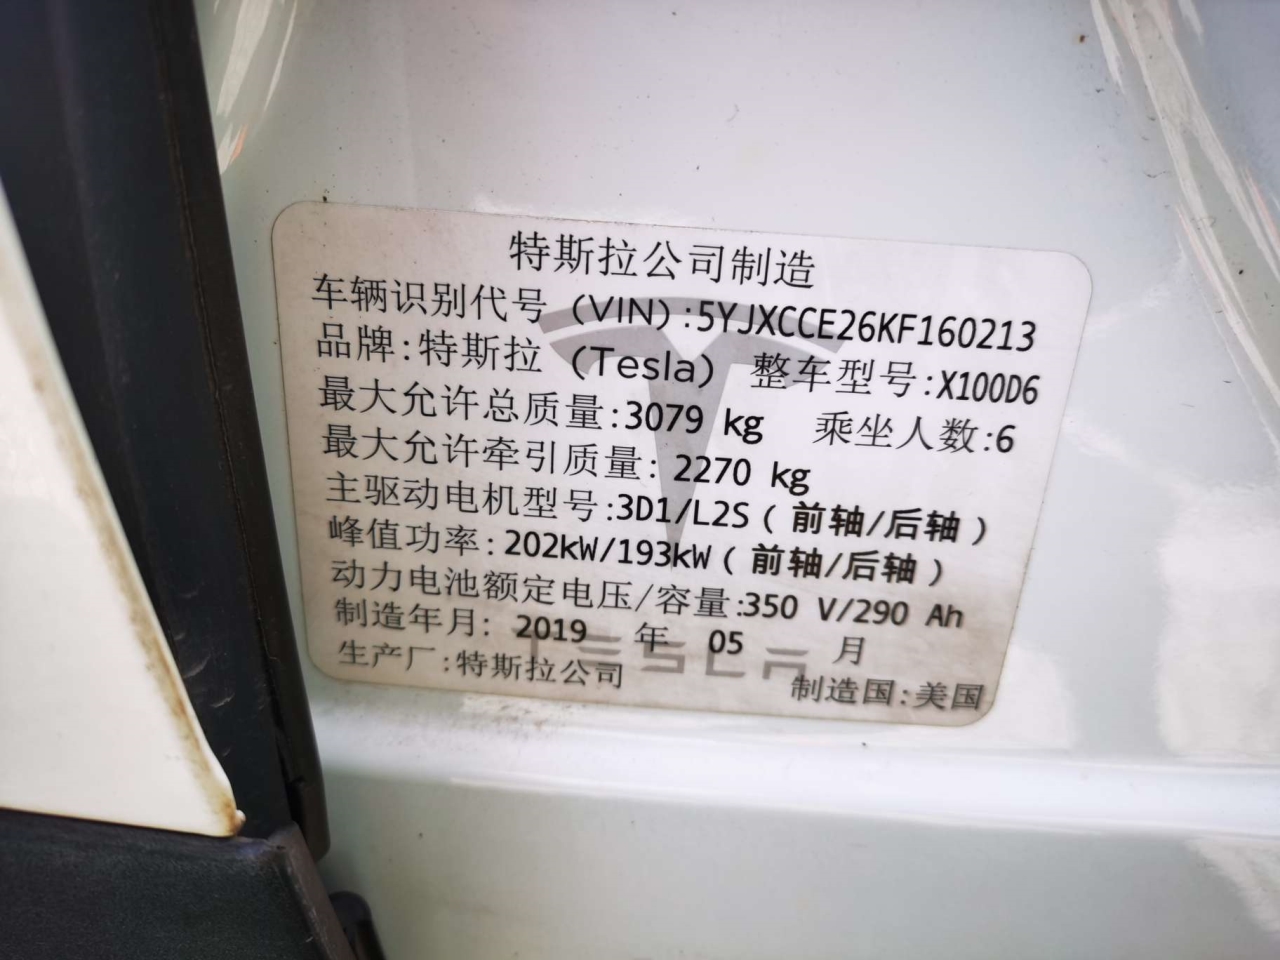 特斯拉公司制造
车辆识别代号（VIN）:5YJXCCE26KF160213
品牌:特斯拉（Tesla） 整车型号:X100D6
最大允许总质量:3079 kg 乘坐人数:6
最大允许牵引质量: 2270 kg
主驱动电机型号:3D1/L2S（前轴/后轴）
峰值功率:202kW/193kW（前轴/后轴）
动力电池额定电压/容量:350 V/290 Ah
制造年月: 2019 年 05 月
生产厂:特斯拉公司 制造国:美国
TESLA